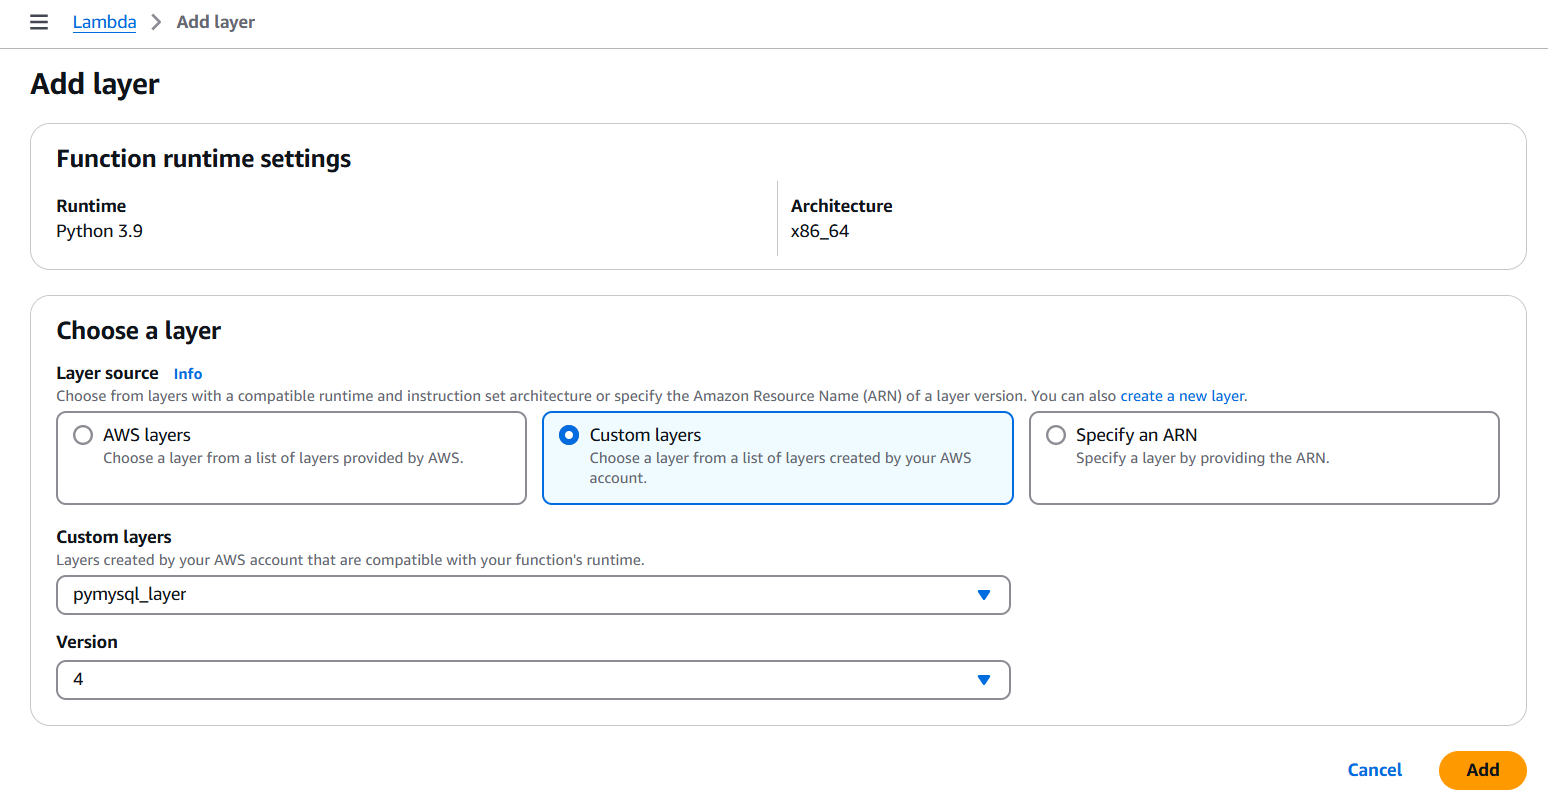 Lambda > Add layer
Add layer
Function runtime settings
Runtime
Python 3.9
Architecture
x86_64
Choose a layer
Layer source Info
Choose from layers with a compatible runtime and instruction set architecture or specify the Amazon Resource Name (ARN) of a layer version. You can also create a new layer.
AWS layers
Choose a layer from a list of layers provided by AWS.
Custom layers
Choose a layer from a list of layers created by your AWS
account.
Specify an ARN
Specify a layer by providing the ARN.
Custom layers
Layers created by your AWS account that are compatible with your function's runtime.
pymysql_layer
Version
4
Cancel
Add